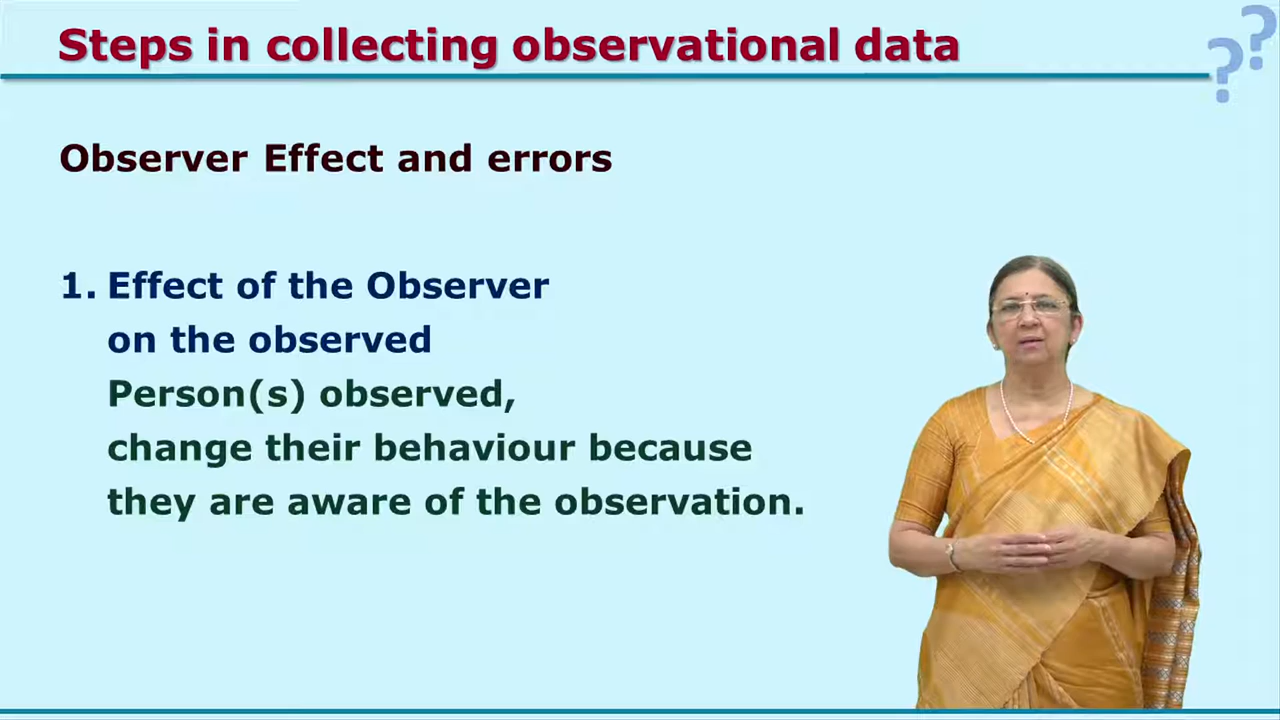 Steps in collecting observational data
??
Observer Effect and errors
1. Effect of the Observer
on the observed
Person(s) observed,
change their behaviour because
they are aware of the observation.